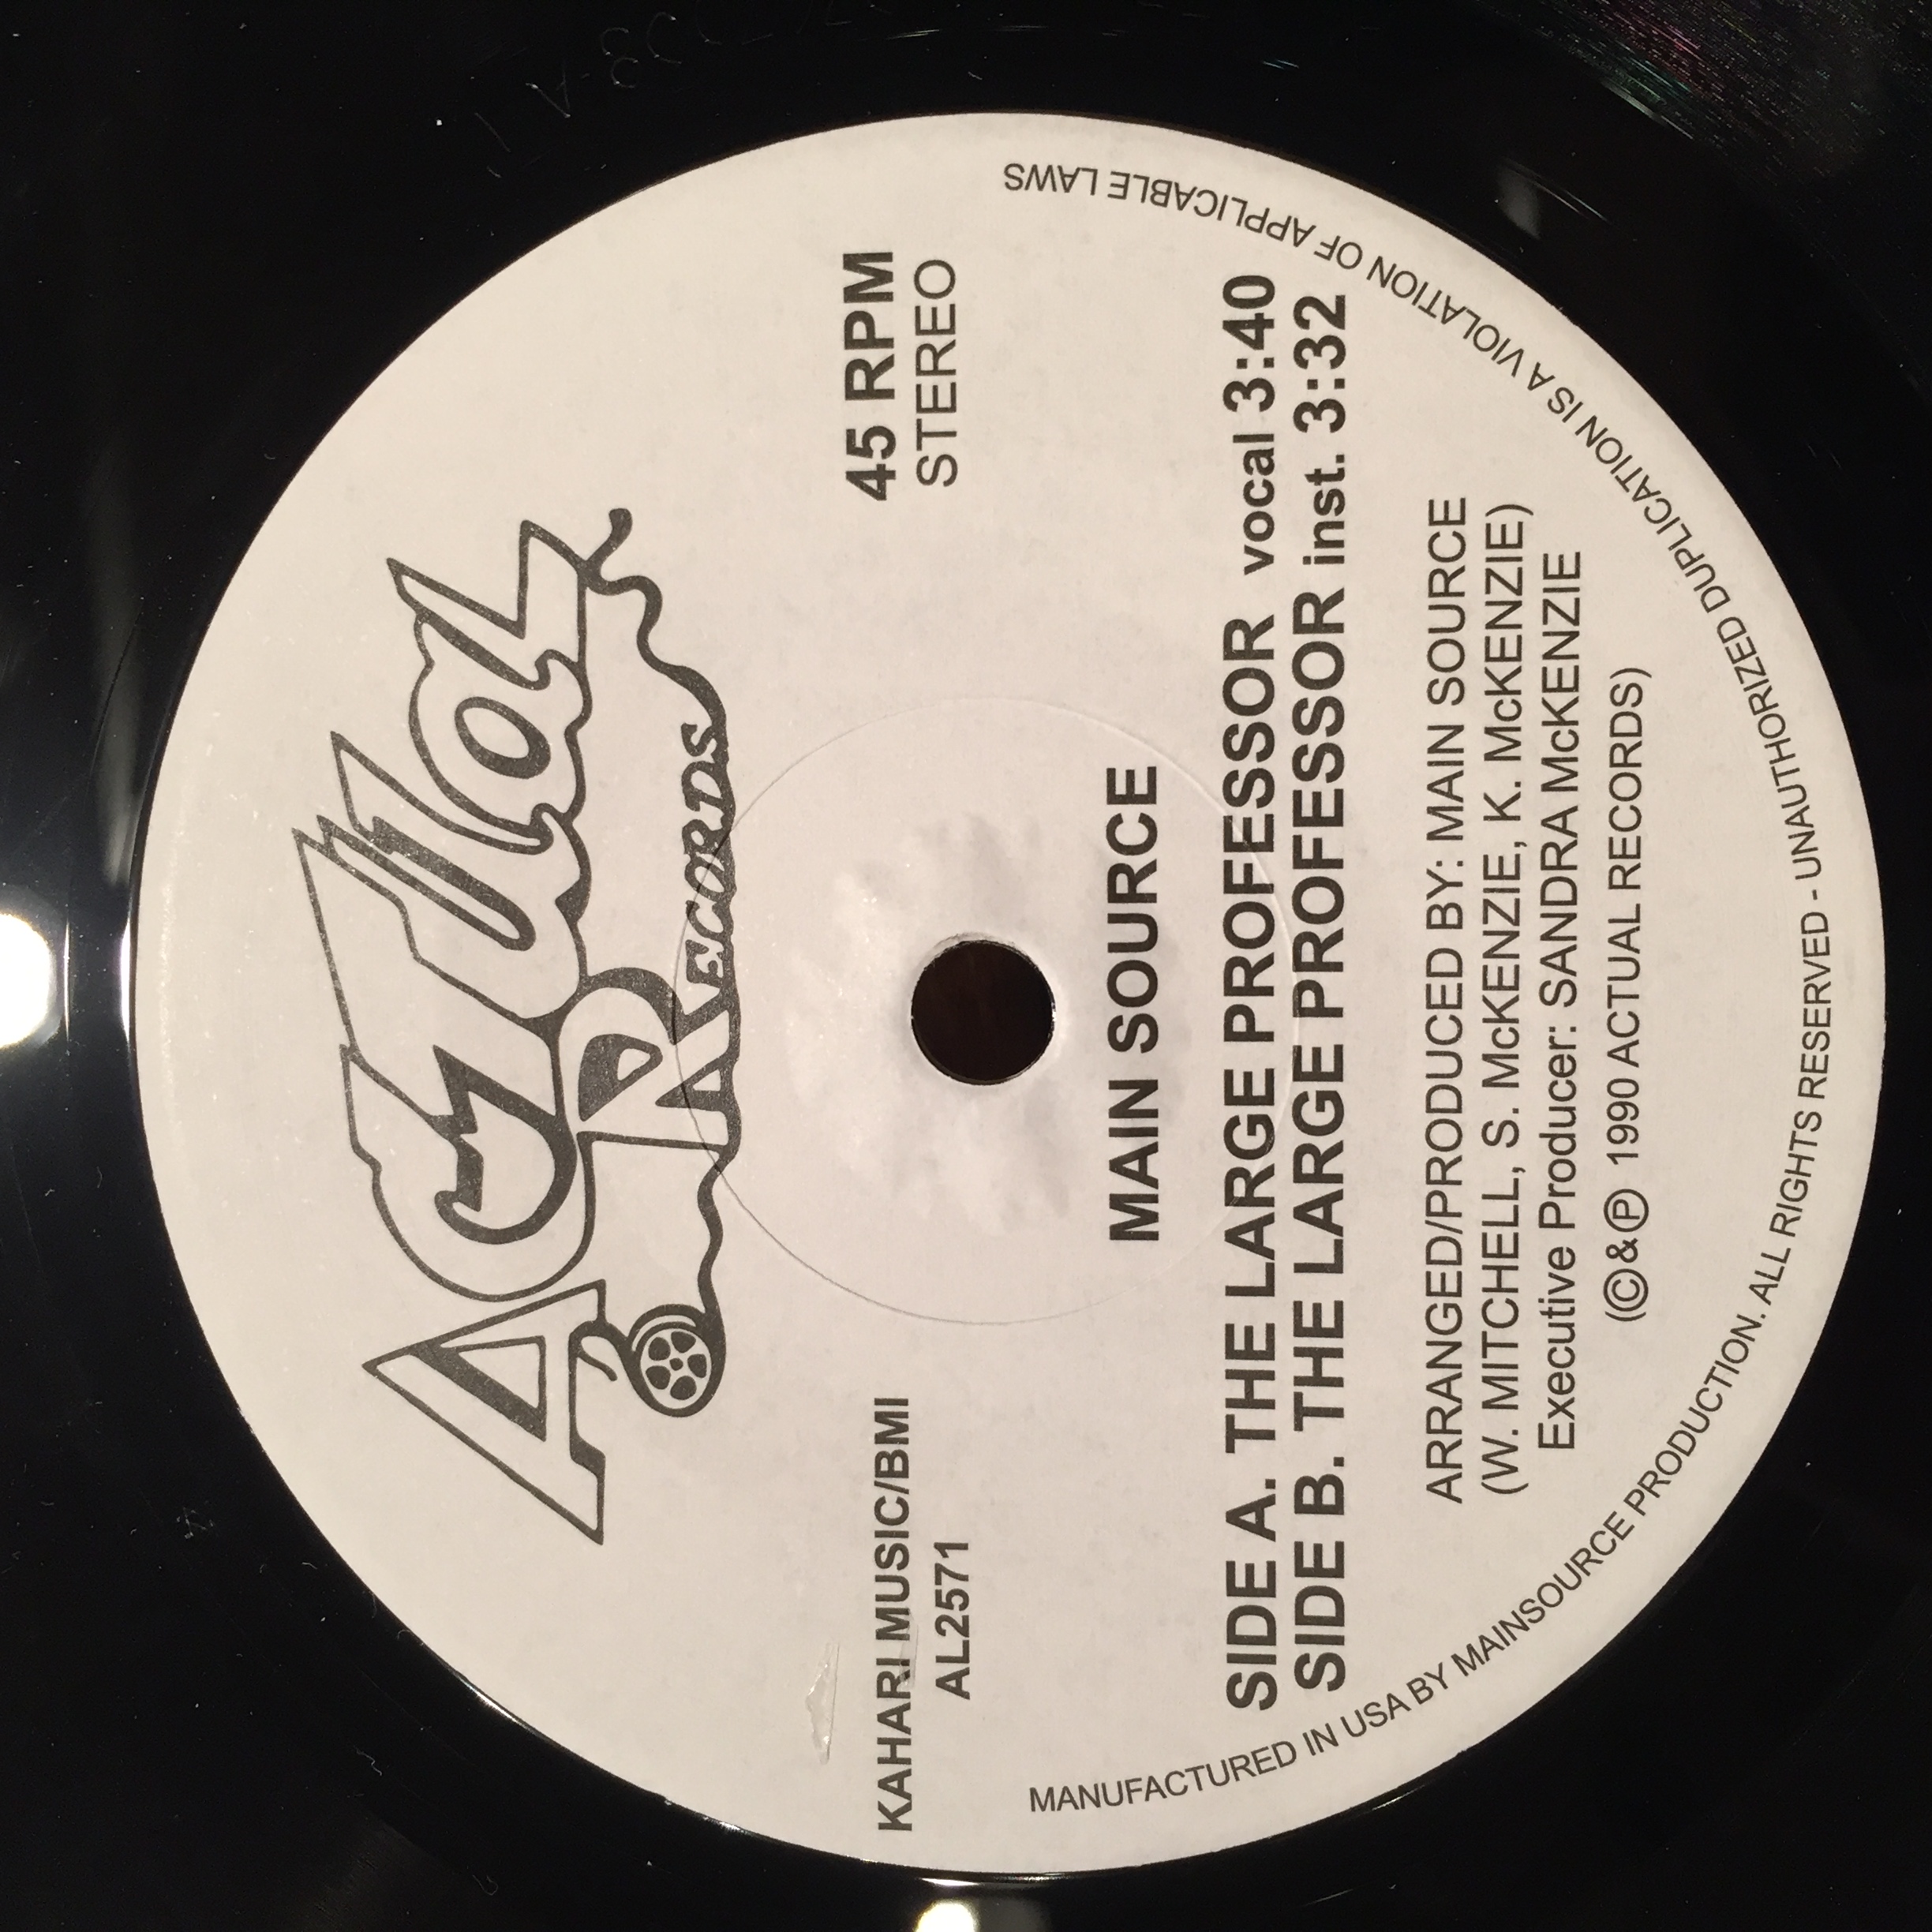 ACTUAL
RECORDS
45 RPM
STEREO
KAHARI MUSIC/BMI
AL2571
MAIN SOURCE
SIDE A. THE LARGE PROFESSOR vocal 3:40
SIDE B. THE LARGE PROFESSOR inst. 3:32
ARRANGED/PRODUCED BY: MAIN SOURCE
(W. MITCHELL, S. McKENZIE, K. McKENZIE)
Executive Producer: SANDRA McKENZIE
(©&℗ 1990 ACTUAL RECORDS)
MANUFACTURED IN USA BY MAINSOURCE PRODUCTION. ALL RIGHTS RESERVED - UNAUTHORIZED DUPLICATION IS A VIOLATION OF APPLICABLE LAWS